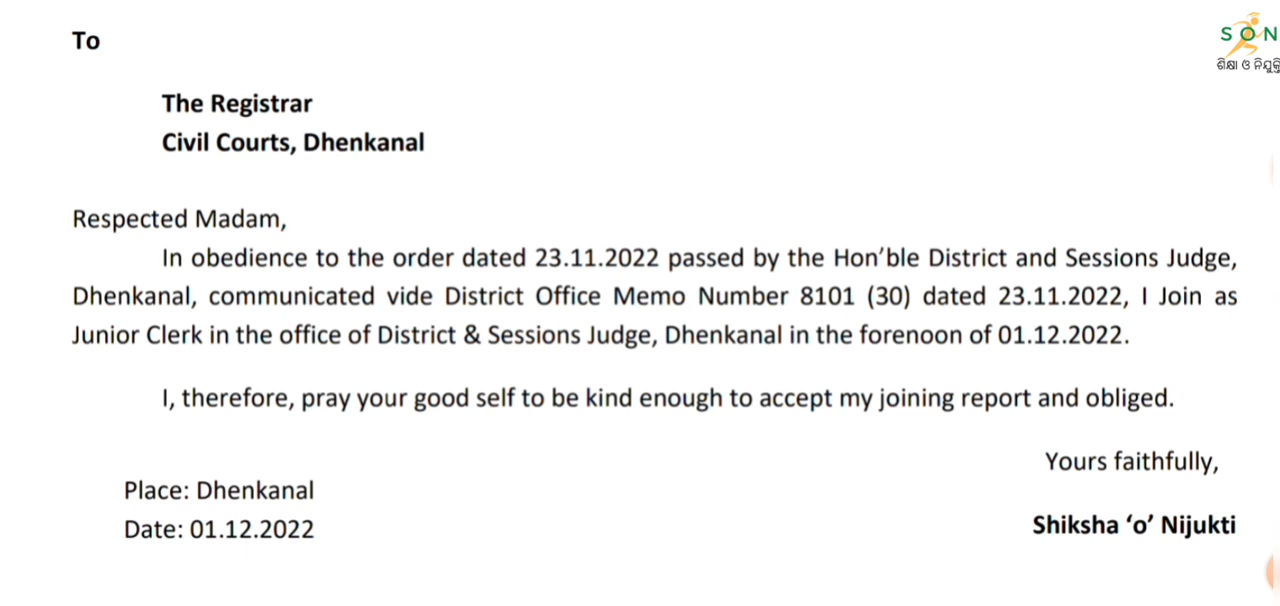 To
S O N
ଶିକ୍ଷା ଓ ନିଯୁକ୍ତି
The Registrar
Civil Courts, Dhenkanal
Respected Madam,
In obedience to the order dated 23.11.2022 passed by the Hon’ble District and Sessions Judge,
Dhenkanal, communicated vide District Office Memo Number 8101 (30) dated 23.11.2022, I Join as
Junior Clerk in the office of District & Sessions Judge, Dhenkanal in the forenoon of 01.12.2022.
I, therefore, pray your good self to be kind enough to accept my joining report and obliged.
Yours faithfully,
Place: Dhenkanal
Date: 01.12.2022
Shiksha ‘o’ Nijukti